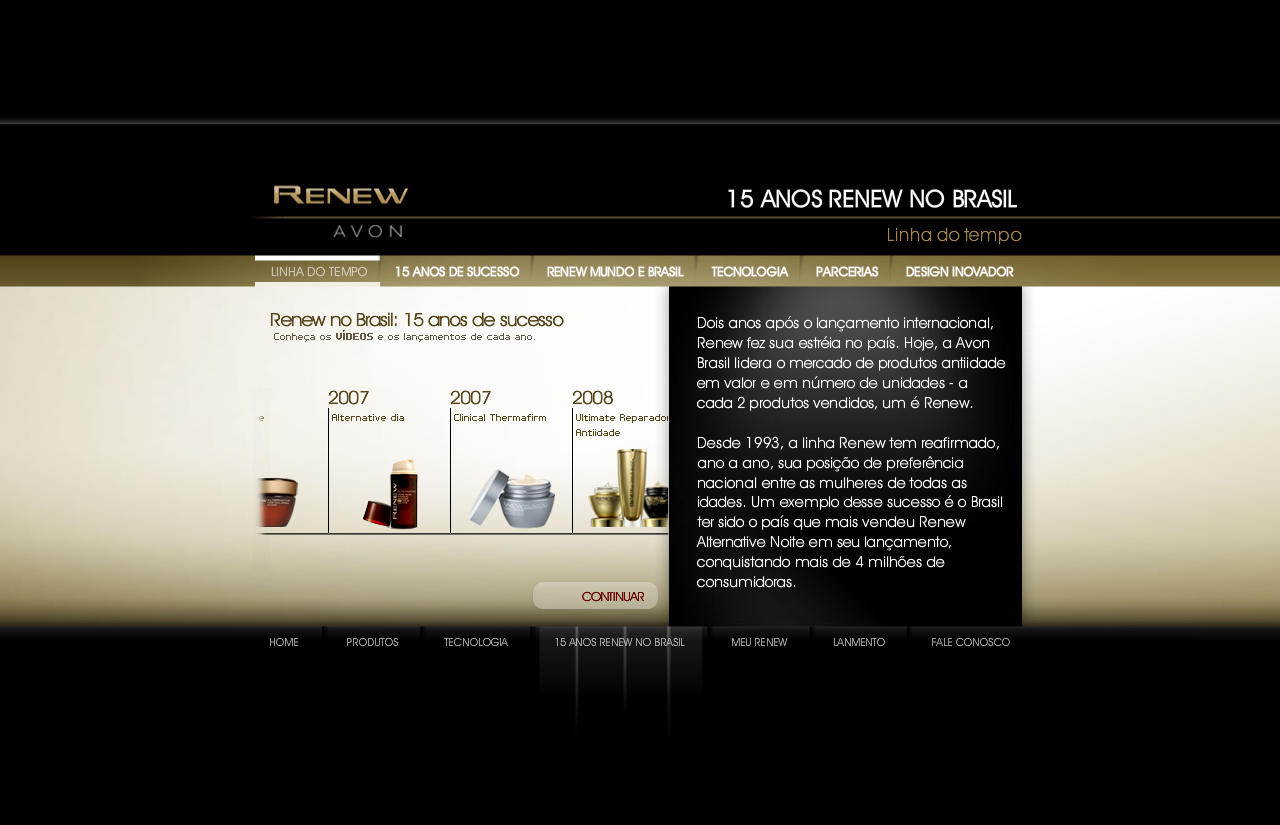 RENEW
AVON
15 ANOS RENEW NO BRASIL
Linha do tempo
LINHA DO TEMPO
15 ANOS DE SUCESSO
RENEW MUNDO E BRASIL
TECNOLOGIA
PARCERIAS
DESIGN INOVADOR
Renew no Brasil: 15 anos de sucesso
Conheça os VÍDEOS e os lançamentos de cada ano.
2007
Alternative dia
2007
Clinical Thermafirm
2008
Ultimate Reparador
Antiidade
RENEW
CONTINUAR
Dois anos após o lançamento internacional,
Renew fez sua estréia no país. Hoje, a Avon
Brasil lidera o mercado de produtos antiidade
em valor e em número de unidades - a
cada 2 produtos vendidos, um é Renew.
Desde 1993, a linha Renew tem reafirmado,
ano a ano, sua posição de preferência
nacional entre as mulheres de todas as
idades. Um exemplo desse sucesso é o Brasil
ter sido o país que mais vendeu Renew
Alternative Noite em seu lançamento,
conquistando mais de 4 milhões de
consumidoras.
HOME
PRODUTOS
TECNOLOGIA
15 ANOS RENEW NO BRASIL
MEU RENEW
LANMENTO
FALE CONOSCO